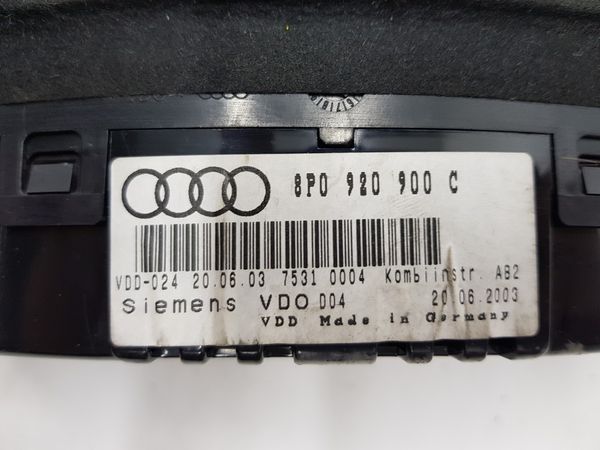 8P0 920 900 C
VDD-024 20.06.03 7531 0004 Kombiinstr. AB2
Siemens VDO D04 20.06.2003
VDD Made in Germany